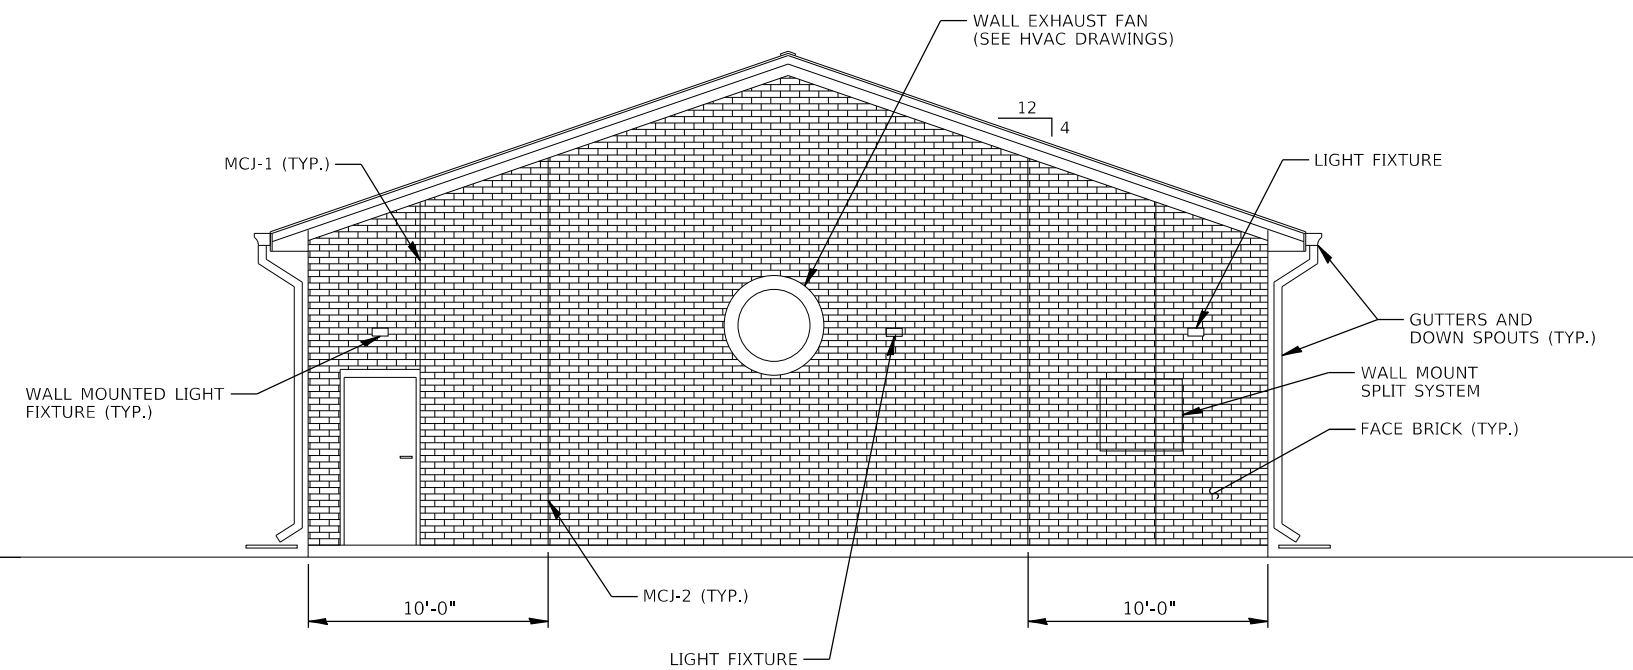 WALL EXHAUST FAN
(SEE HVAC DRAWINGS)
12
4
MCJ-1 (TYP.)
LIGHT FIXTURE
GUTTERS AND
DOWN SPOUTS (TYP.)
WALL MOUNT
SPLIT SYSTEM
WALL MOUNTED LIGHT
FIXTURE (TYP.)
FACE BRICK (TYP.)
MCJ-2 (TYP.)
10'-0"
10'-0"
LIGHT FIXTURE